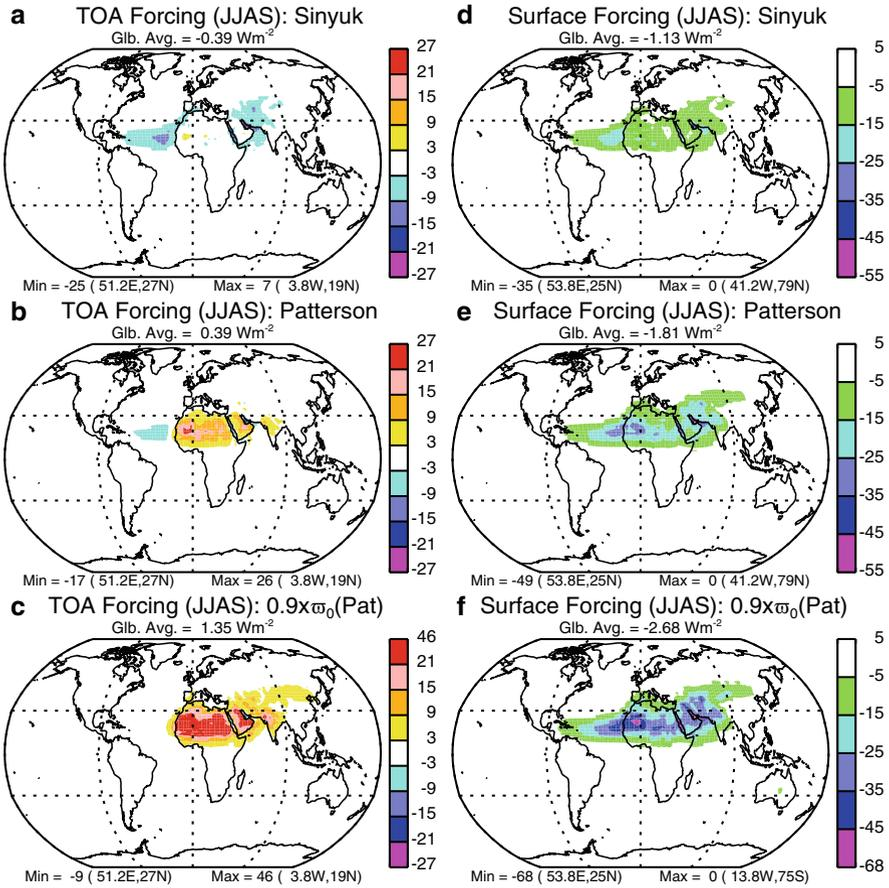 a TOA Forcing (JJAS): Sinyuk
Glb. Avg. = -0.39 Wm-2
27
21
15
9
3
-3
-9
-15
-21
-27
Min = -25 ( 51.2E,27N) Max = 7 ( 3.8W,19N)
d Surface Forcing (JJAS): Sinyuk
Glb. Avg. = -1.13 Wm-2
5
-5
-15
-25
-35
-45
-55
Min = -35 ( 53.8E,25N) Max = 0 ( 41.2W,79N)
b TOA Forcing (JJAS): Patterson
Glb. Avg. = 0.39 Wm-2
27
21
15
9
3
-3
-9
-15
-21
-27
Min = -17 ( 51.2E,27N) Max = 26 ( 3.8W,19N)
e Surface Forcing (JJAS): Patterson
Glb. Avg. = -1.81 Wm-2
5
-5
-15
-25
-35
-45
-55
Min = -49 ( 53.8E,25N) Max = 0 ( 41.2W,79N)
c TOA Forcing (JJAS): 0.9xϖ0(Pat)
Glb. Avg. = 1.35 Wm-2
46
21
15
9
3
-3
-9
-15
-21
-27
Min = -9 ( 51.2E,27N) Max = 46 ( 3.8W,19N)
f Surface Forcing (JJAS): 0.9xϖ0(Pat)
Glb. Avg. = -2.68 Wm-2
5
-5
-15
-25
-35
-45
-68
Min = -68 ( 53.8E,25N) Max = 0 ( 13.8W,75S)